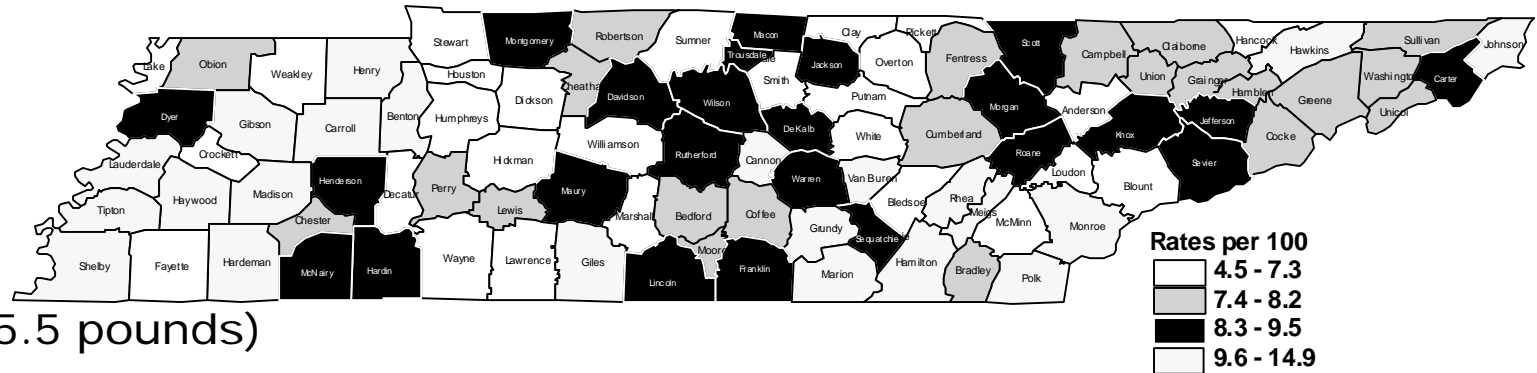 Stewart
Montgomery
Robertson
Sumner
Macon
Trousdale
Clay
Pickett
Scott
Campbell
Claiborne
Hancock
Hawkins
Sullivan
Johnson
Lake
Obion
Weakley
Henry
Houston
Cheatha
Davidson
Wilson
Smith
Jackson
Overton
Fentress
Union
Grainger
Hamblen
Greene
Washingto
Carter
Unicoi
Dyer
Gibson
Carroll
Benton
Humphreys
Dickson
Putnam
Morgan
Anderson
Knox
Jefferson
Cocke
Lauderdale
Crockett
Henderson
Decatur
Perry
Hickman
Williamson
Rutherford
Cannon
DeKalb
White
Cumberland
Roane
Loudon
Blount
Sevier
Tipton
Haywood
Madison
Chester
Lewis
Maury
Marshall
Bedford
Coffee
Warren
Van Buren
Bledsoe
Rhea
Meigs
McMinn
Monroe
Shelby
Fayette
Hardeman
McNairy
Hardin
Wayne
Lawrence
Giles
Lincoln
Moore
Franklin
Grundy
Sequatchie
Marion
Hamilton
Bradley
Polk
Rates per 100
4.5 - 7.3
7.4 - 8.2
8.3 - 9.5
9.6 - 14.9
5.5 pounds)